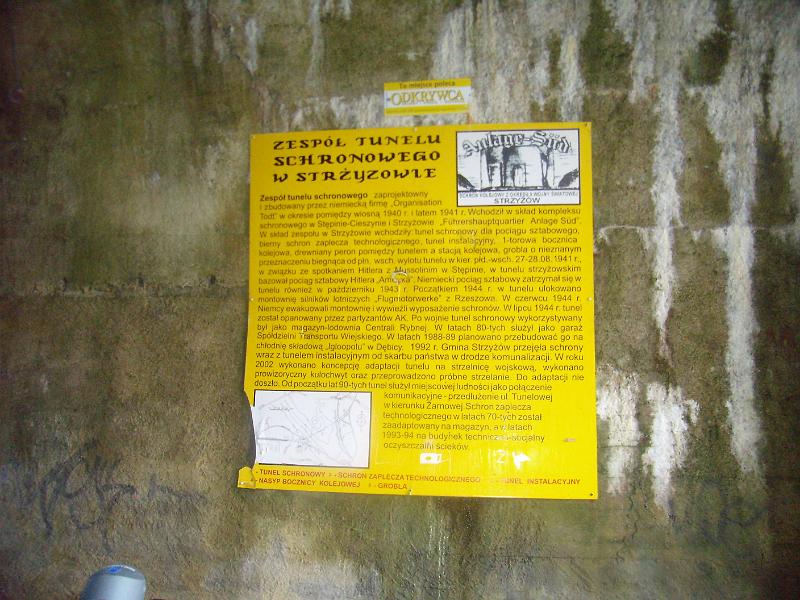 To miejsce poleca
ODKRYWCA
ZESPÓŁ TUNELU
SCHRONOWEGO
W STRZYŻOWIE
Anlage Süd
SCHRON KOLEJOWY Z OKRESU II WOJNY ŚWIATOWEJ
STRZYŻÓW
Zespół tunelu schronowego zaprojektowny
i zbudowany przez niemiecką firmę „Organisation
Todt" w okresie pomiędzy wiosną 1940 r. i latem 1941 r. Wchodził w skład kompleksu
schronowego w Stępinie-Cieszynie i Strzyżowie „Führershauptquartier Anlage Süd".
W skład zespołu w Strzyżowie wchodziły: tunel schronowy dla pociągu sztabowego,
bierny schron zaplecza technologicznego, tunel instalacyjny, 1-torowa bocznica
kolejowa, drewniany peron pomiędzy tunelem a stacją kolejową, grobla o nieznanym
przeznaczeniu biegnąca od płn. wsch. wylotu tunelu w kier. płd.-wsch. 27-28.08.1941 r.,
w związku ze spotkaniem Hitlera z Mussolinim w Stępinie, w tunelu strzyżowskim
bazował pociąg sztabowy Hitlera „Ameryka". Niemiecki pociąg sztabowy zatrzymał się w
tunelu również w październiku 1943 r. Początkiem 1944 r. w tunelu ulokowano
montownię silników lotniczych „Flugmotorwerke" z Rzeszowa. W czerwcu 1944 r.
Niemcy ewakuowali montownię i wywieźli wyposażenie schronów. W lipcu 1944 r. tunel
został opanowany przez partyzantów AK. Po wojnie tunel schronowy wykorzystywany
był jako magazyn-lodownia Centrali Rybnej. W latach 80-tych służył jako garaż
Spółdzielni Transportu Wiejskiego. W latach 1988-89 planowano przebudować go na
chłodnię składową „Igloopolu" w Dębicy. 1992 r. Gmina Strzyżów przejęła schrony
wraz z tunelem instalacyjnym od skarbu państwa w drodze komunalizacji. W roku
2002 wykonano koncepcję adaptacji tunelu na strzelnicę wojskową, wykonano
prowizoryczny kulochwyt oraz przeprowadzono próbne strzelanie. Do adaptacji nie
doszło. Od początku lat 90-tych tunel służył miejscowej ludności jako połączenie
komunikacyjne - przedłużenie ul. Tunelowej
w kierunku Żarnowej. Schron zaplecza
technologicznego w latach 70-tych został
zaadaptowany na magazyn, a w latach
1993-94 na budynek techniczno-socjalny
oczyszczalni ścieków.
- TUNEL SCHRONOWY - SCHRON ZAPLECZA TECHNOLOGICZNEGO - TUNEL INSTALACYJNY
- NASYP BOCZNICY KOLEJOWEJ - GROBLA